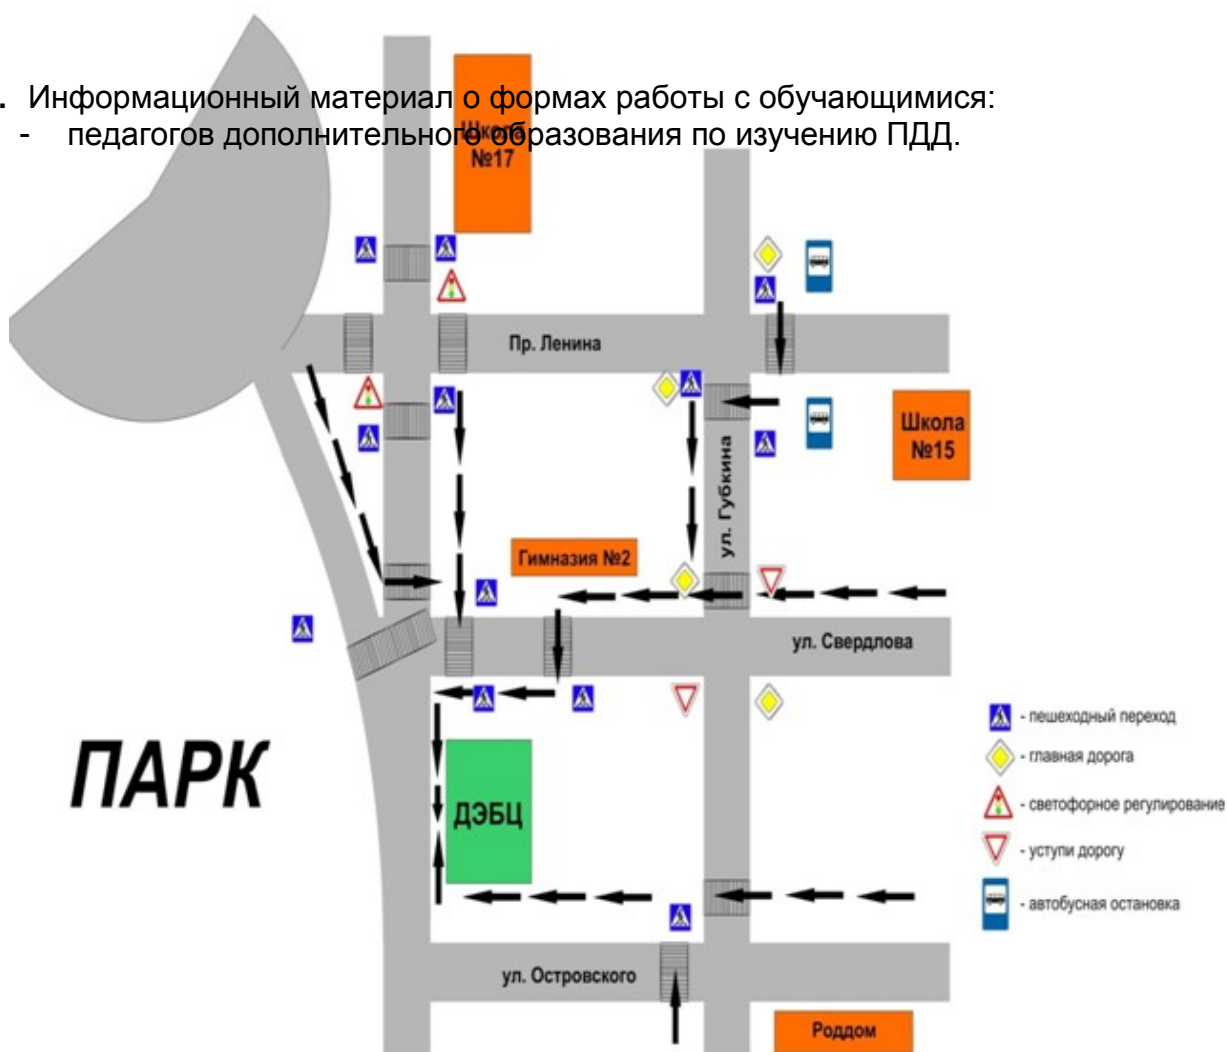 . Информационный материал о формах работы с обучающимися:
- педагогов дополнительного образования по изучению ПДД.
Школа
№17
Пр. Ленина
Школа
№15
ул. Губкина
Гимназия №2
ул. Свердлова
ПАРК
ДЭБЦ
- пешеходный переход
- главная дорога
- светофорное регулирование
- уступи дорогу
- автобусная остановка
ул. Островского
Роддом